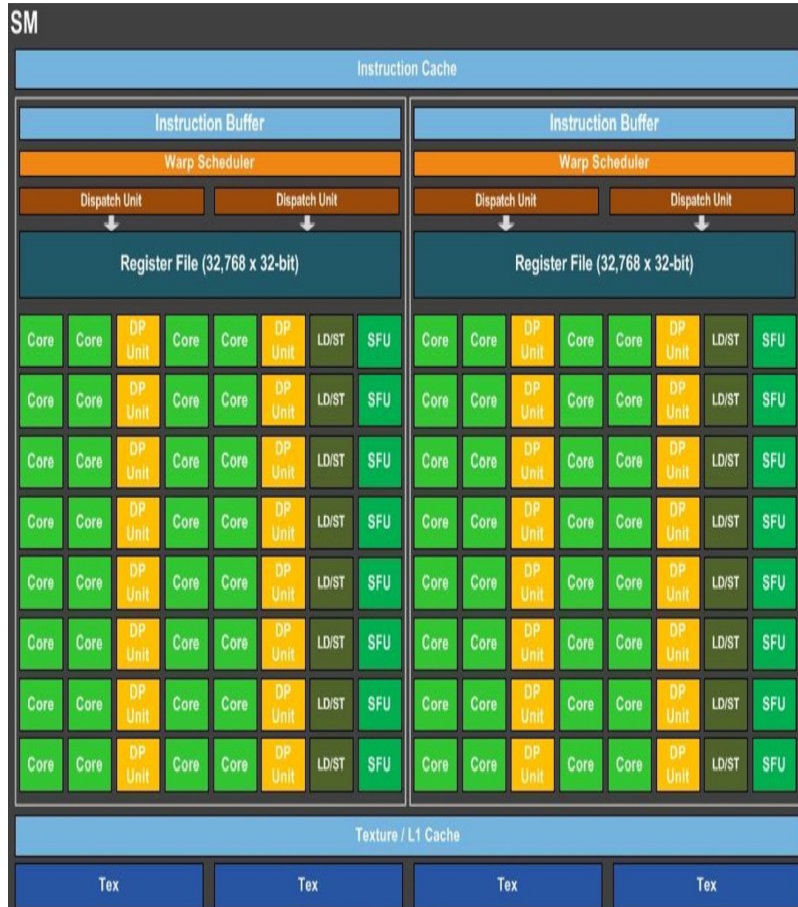 SM
Instruction Cache
Instruction Buffer Instruction Buffer
Warp Scheduler Warp Scheduler
Dispatch Unit Dispatch Unit Dispatch Unit Dispatch Unit
Register File (32,768 x 32-bit) Register File (32,768 x 32-bit)
Core Core DP Unit Core Core DP Unit LD/ST SFU Core Core DP Unit Core Core DP Unit LD/ST SFU
Core Core DP Unit Core Core DP Unit LD/ST SFU Core Core DP Unit Core Core DP Unit LD/ST SFU
Core Core DP Unit Core Core DP Unit LD/ST SFU Core Core DP Unit Core Core DP Unit LD/ST SFU
Core Core DP Unit Core Core DP Unit LD/ST SFU Core Core DP Unit Core Core DP Unit LD/ST SFU
Core Core DP Unit Core Core DP Unit LD/ST SFU Core Core DP Unit Core Core DP Unit LD/ST SFU
Core Core DP Unit Core Core DP Unit LD/ST SFU Core Core DP Unit Core Core DP Unit LD/ST SFU
Core Core DP Unit Core Core DP Unit LD/ST SFU Core Core DP Unit Core Core DP Unit LD/ST SFU
Core Core DP Unit Core Core DP Unit LD/ST SFU Core Core DP Unit Core Core DP Unit LD/ST SFU
Texture / L1 Cache
Tex Tex Tex Tex